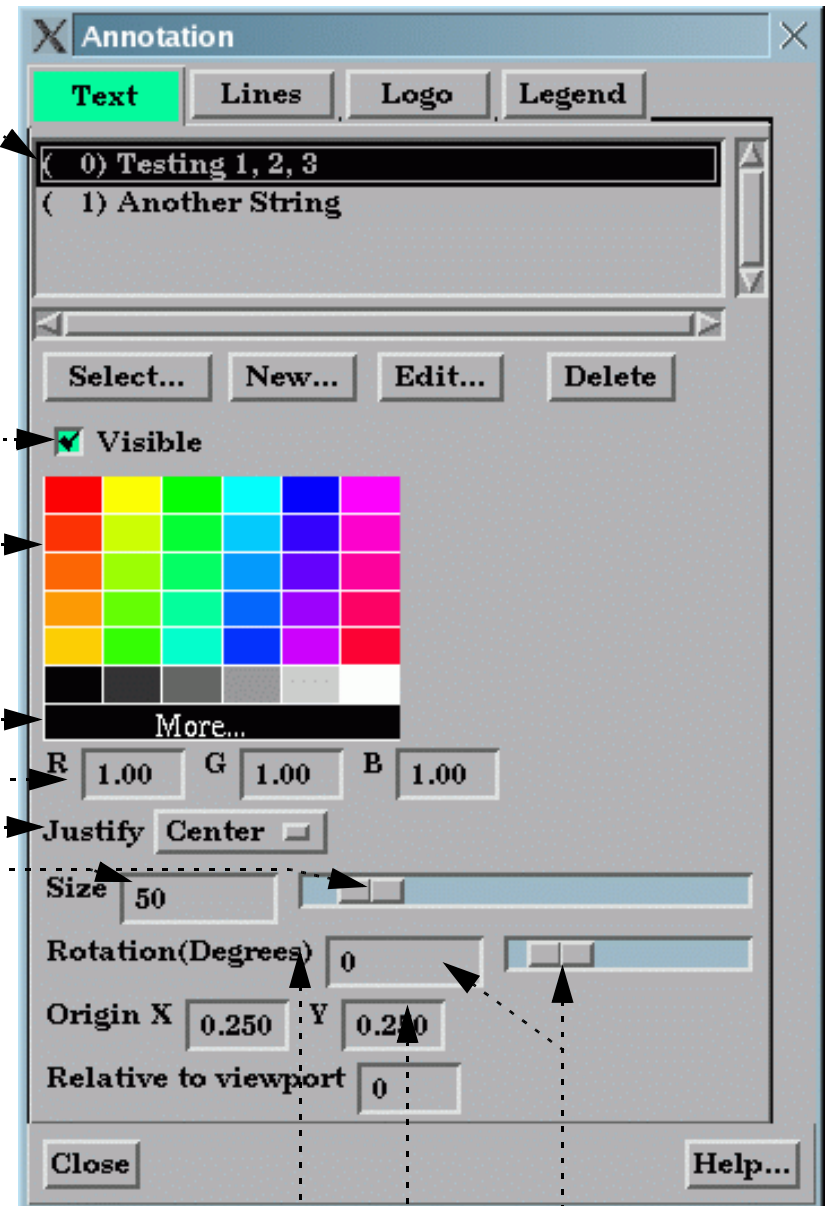 Annotation
Text Lines Logo Legend
( 0) Testing 1, 2, 3
( 1) Another String
Select... New... Edit... Delete
Visible
More...
R 1.00 G 1.00 B 1.00
Justify Center
Size 50
Rotation(Degrees) 0
Origin X 0.250 Y 0.250
Relative to viewport 0
Close Help...